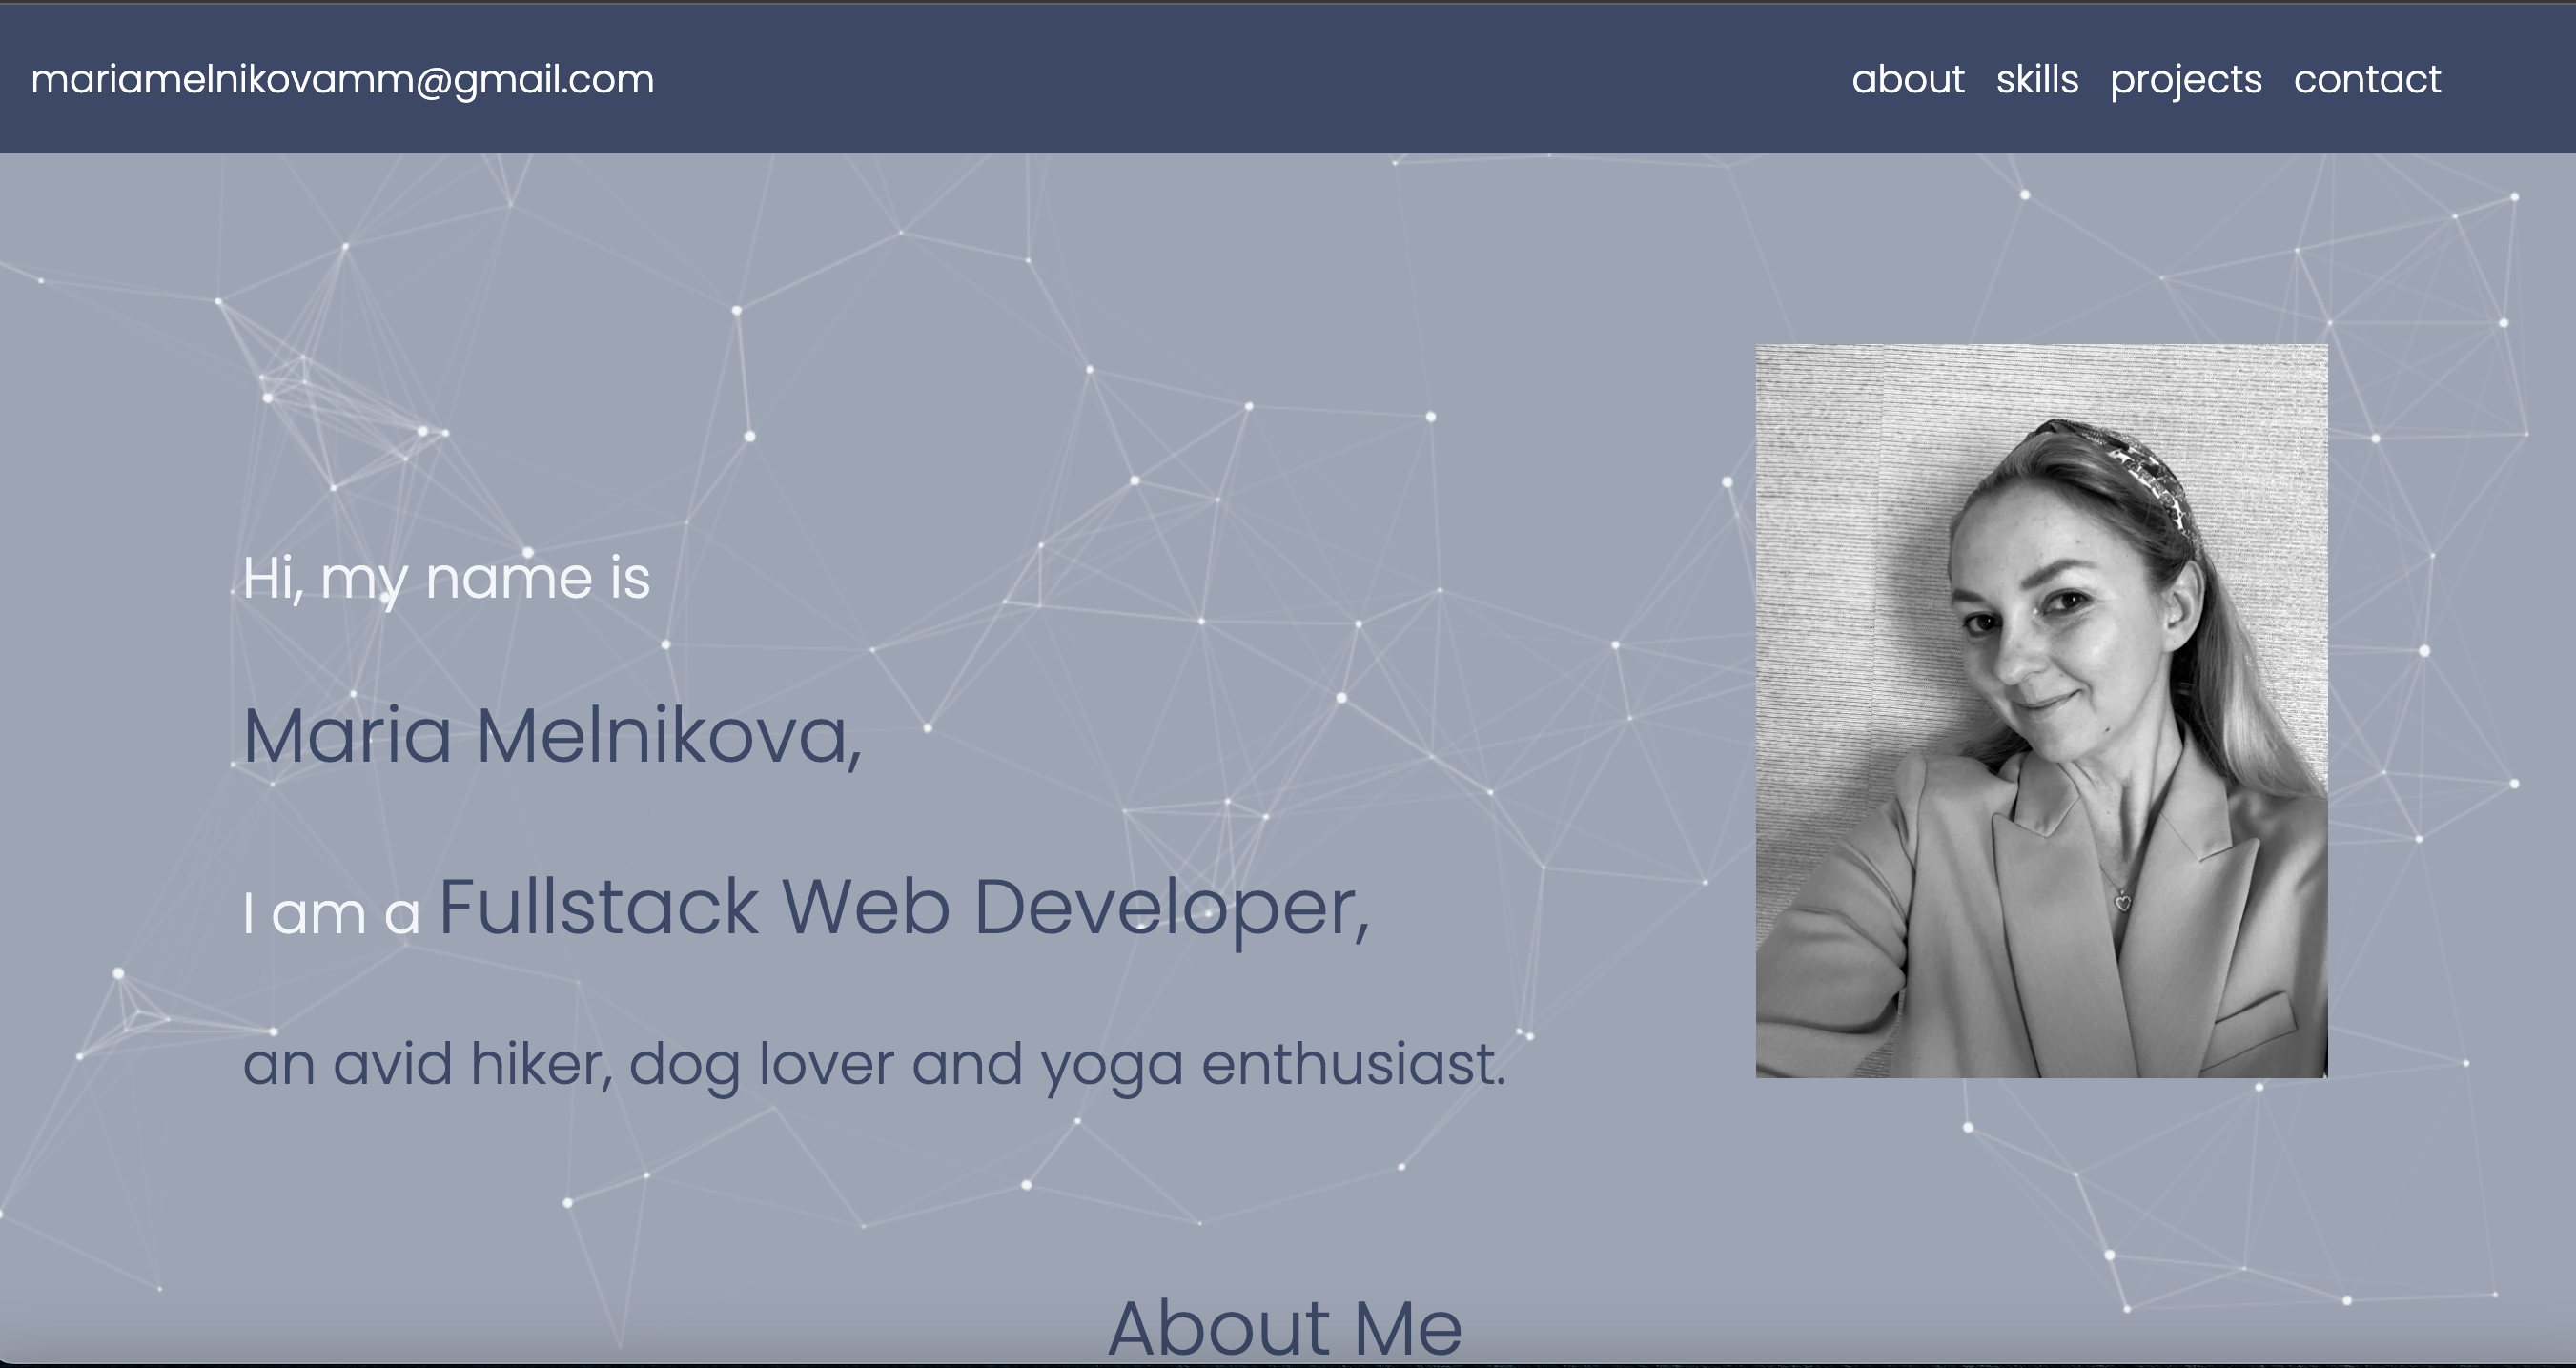 mariamelnikovamm@gmail.com
about skills projects contact
Hi, my name is
Maria Melnikova,
I am a Fullstack Web Developer,
an avid hiker, dog lover and yoga enthusiast.
About Me